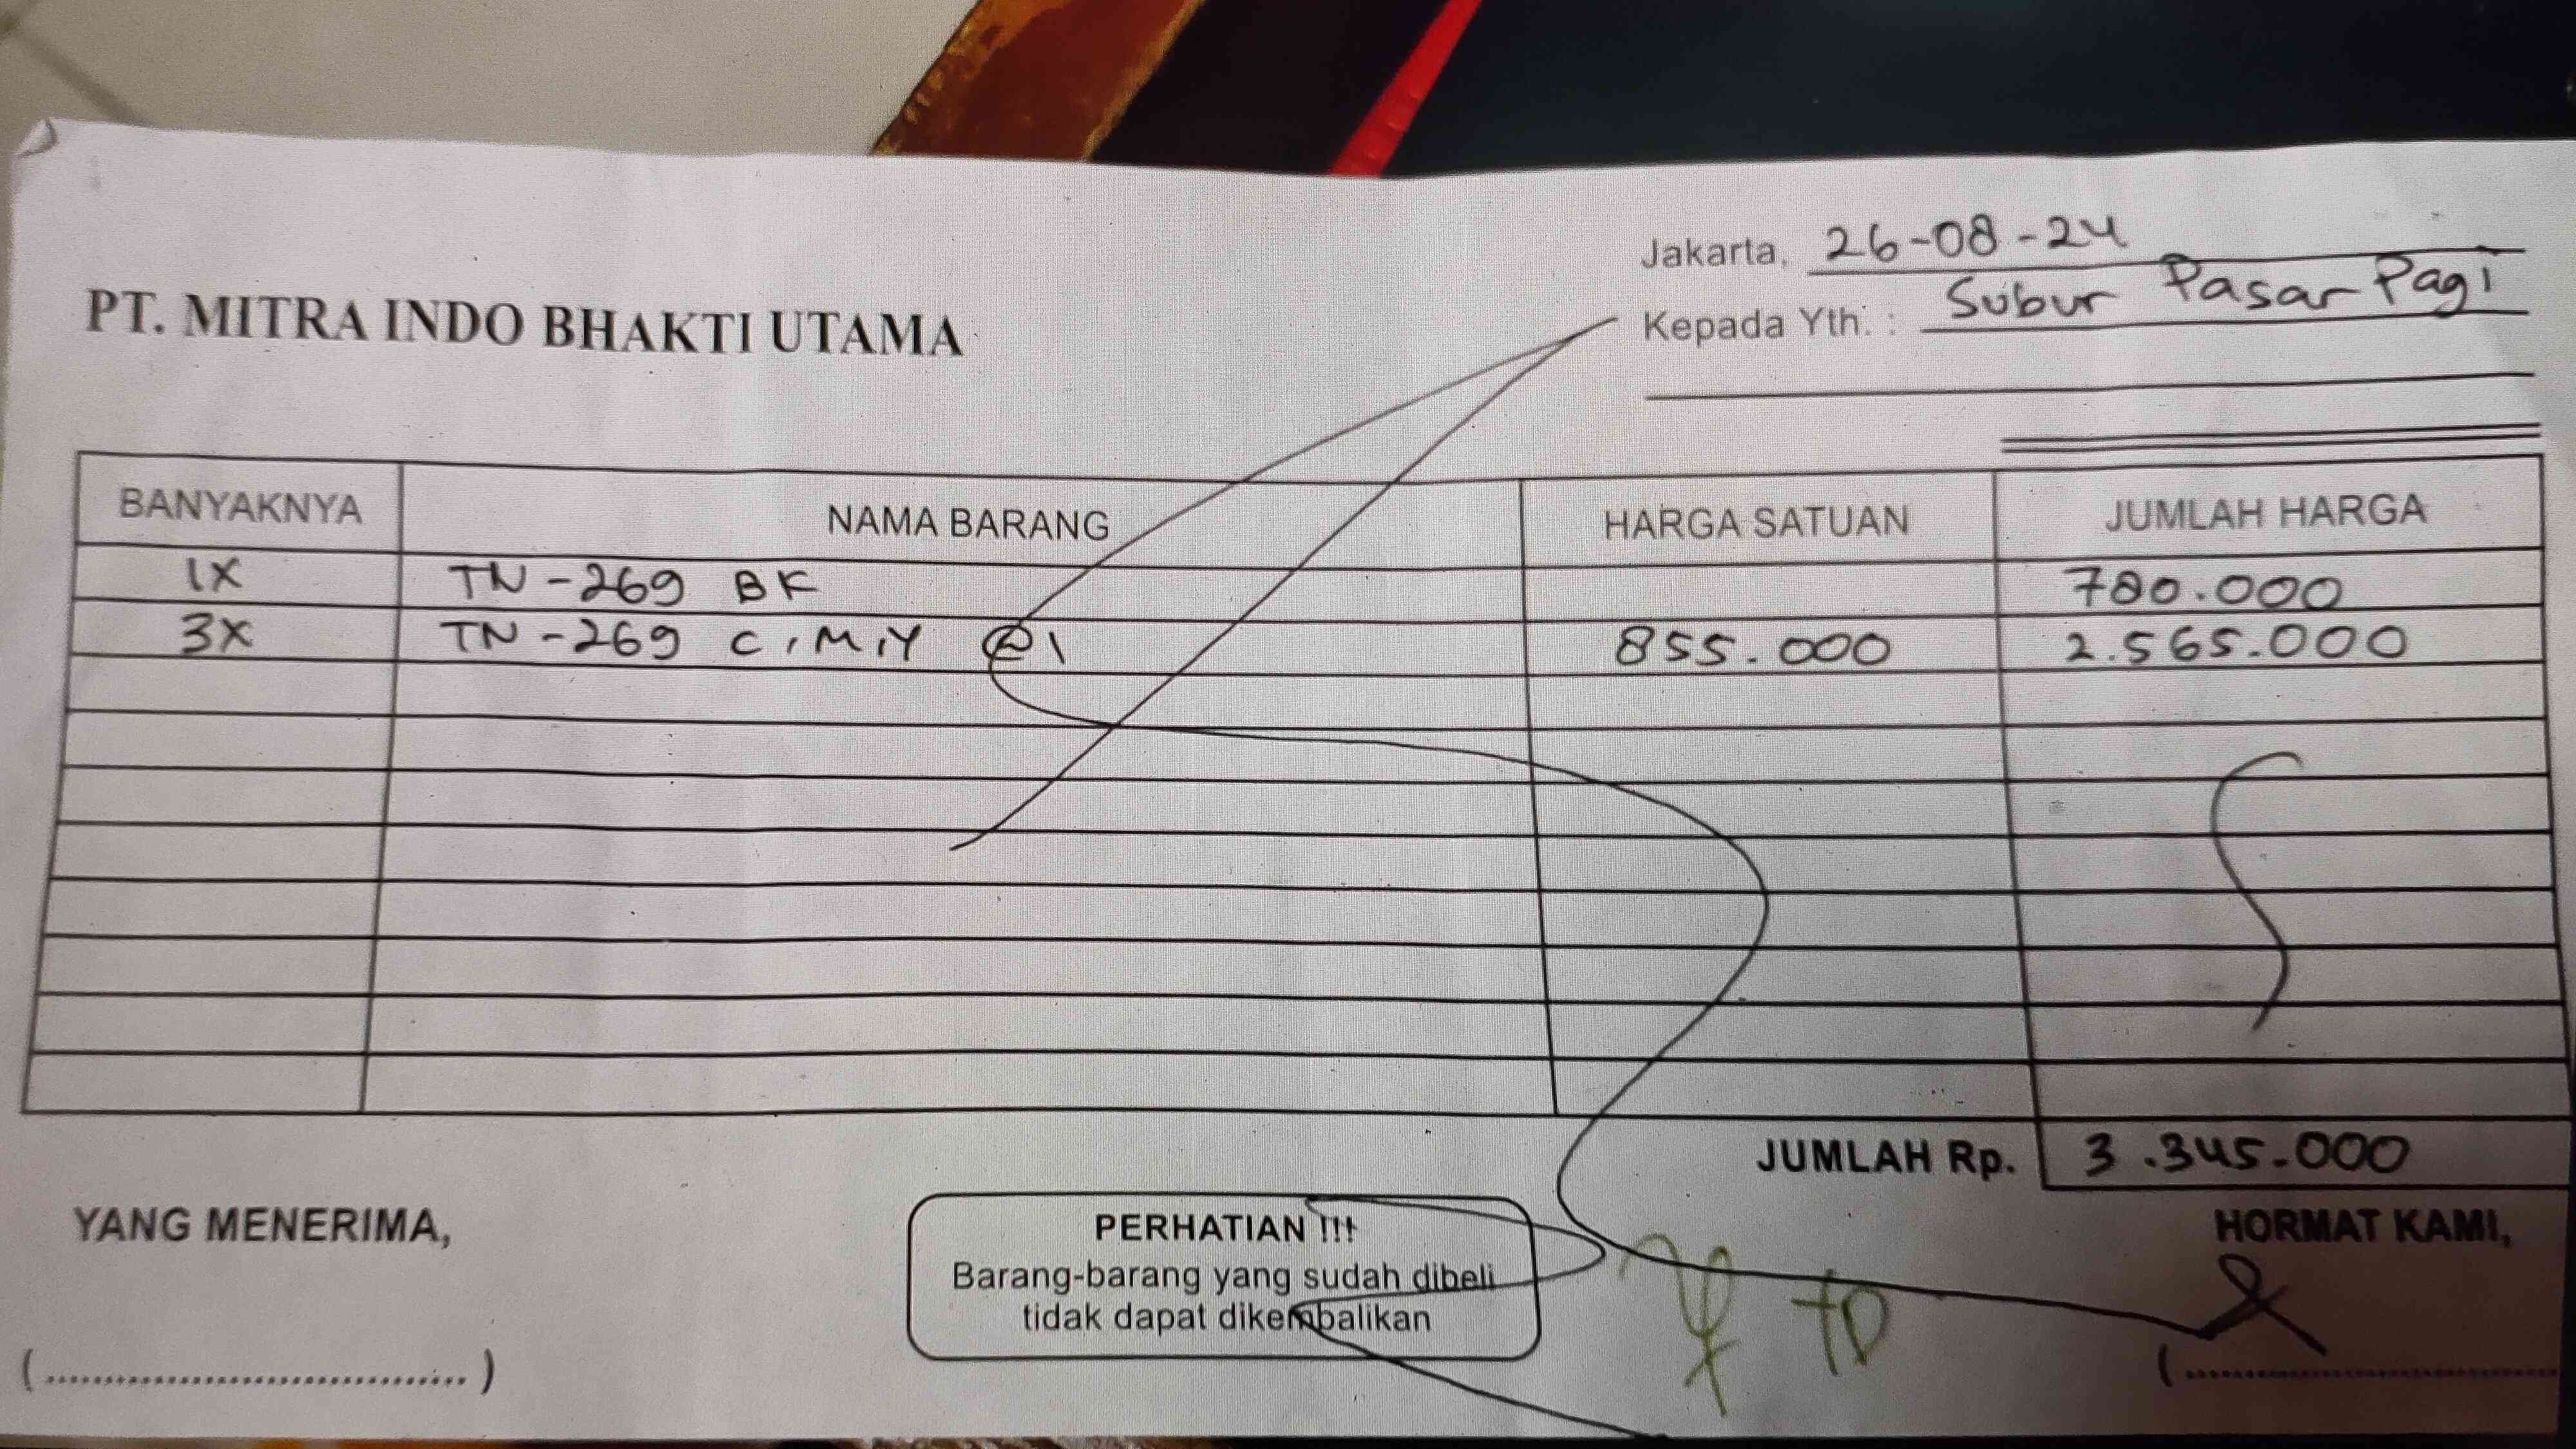 Jakarta, 26-08-24
PT. MITRA INDO BHAKTI UTAMA
Kepada Yth. : Subur Pasar Pagi
BANYAKNYA NAMA BARANG HARGA SATUAN JUMLAH HARGA
1X TN-269 BK 780.000
3X TN-269 C,M,Y @1 855.000 2.565.000
JUMLAH Rp. 3.345.000
YANG MENERIMA,
PERHATIAN !!!
Barang-barang yang sudah dibeli
tidak dapat dikembalikan
HORMAT KAMI,
(....................................)
(....................................